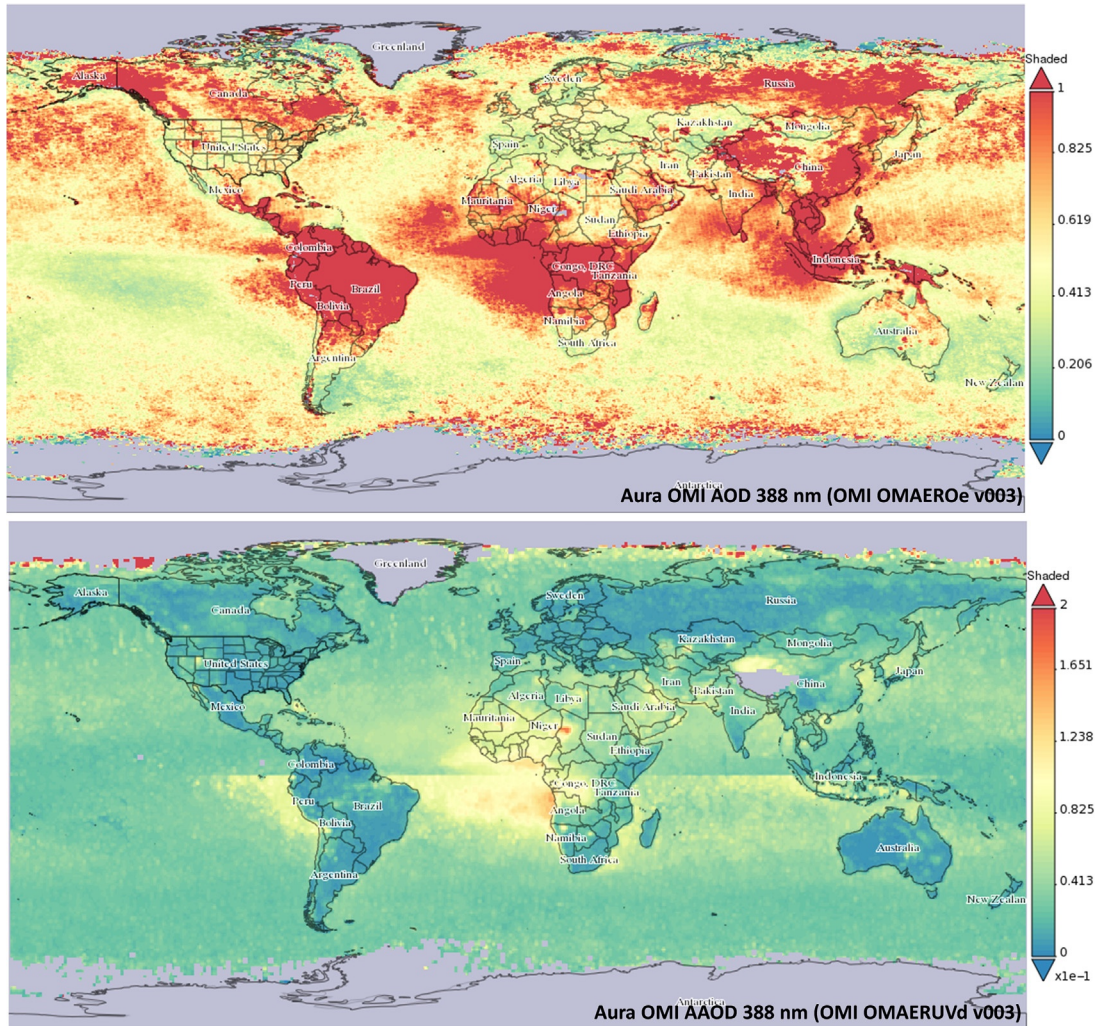 Greenland
Shaded
Alaska
Canada
Sweden
Russia
1
United States
Spain
Kazakhstan
Mongolia
Japan
0.825
Mexico
Algeria
Libya
Iran
Pakistan
China
Mauritania
Niger
Saudi Arabia
India
0.619
Sudan
Ethiopia
Colombia
Congo, DRC
Tanzania
Indonesia
Peru
Brazil
0.413
Bolivia
Angola
Namibia
Australia
Argentina
South Africa
0.206
New Zealan
0
Antarctica
Aura OMI AOD 388 nm (OMI OMAEROe v003)
Greenland
Shaded
Alaska
Canada
Sweden
Russia
2
United States
Spain
Kazakhstan
Mongolia
Japan
1.651
Mexico
Algeria
Libya
Iran
Pakistan
China
Mauritania
Niger
Saudi Arabia
India
1.238
Sudan
Ethiopia
Colombia
Congo, DRC
Tanzania
Indonesia
Peru
Brazil
0.825
Bolivia
Angola
Namibia
Australia
Argentina
South Africa
0.413
New Zealan
0
x1e-1
Antarctica
Aura OMI AAOD 388 nm (OMI OMAERUVd v003)